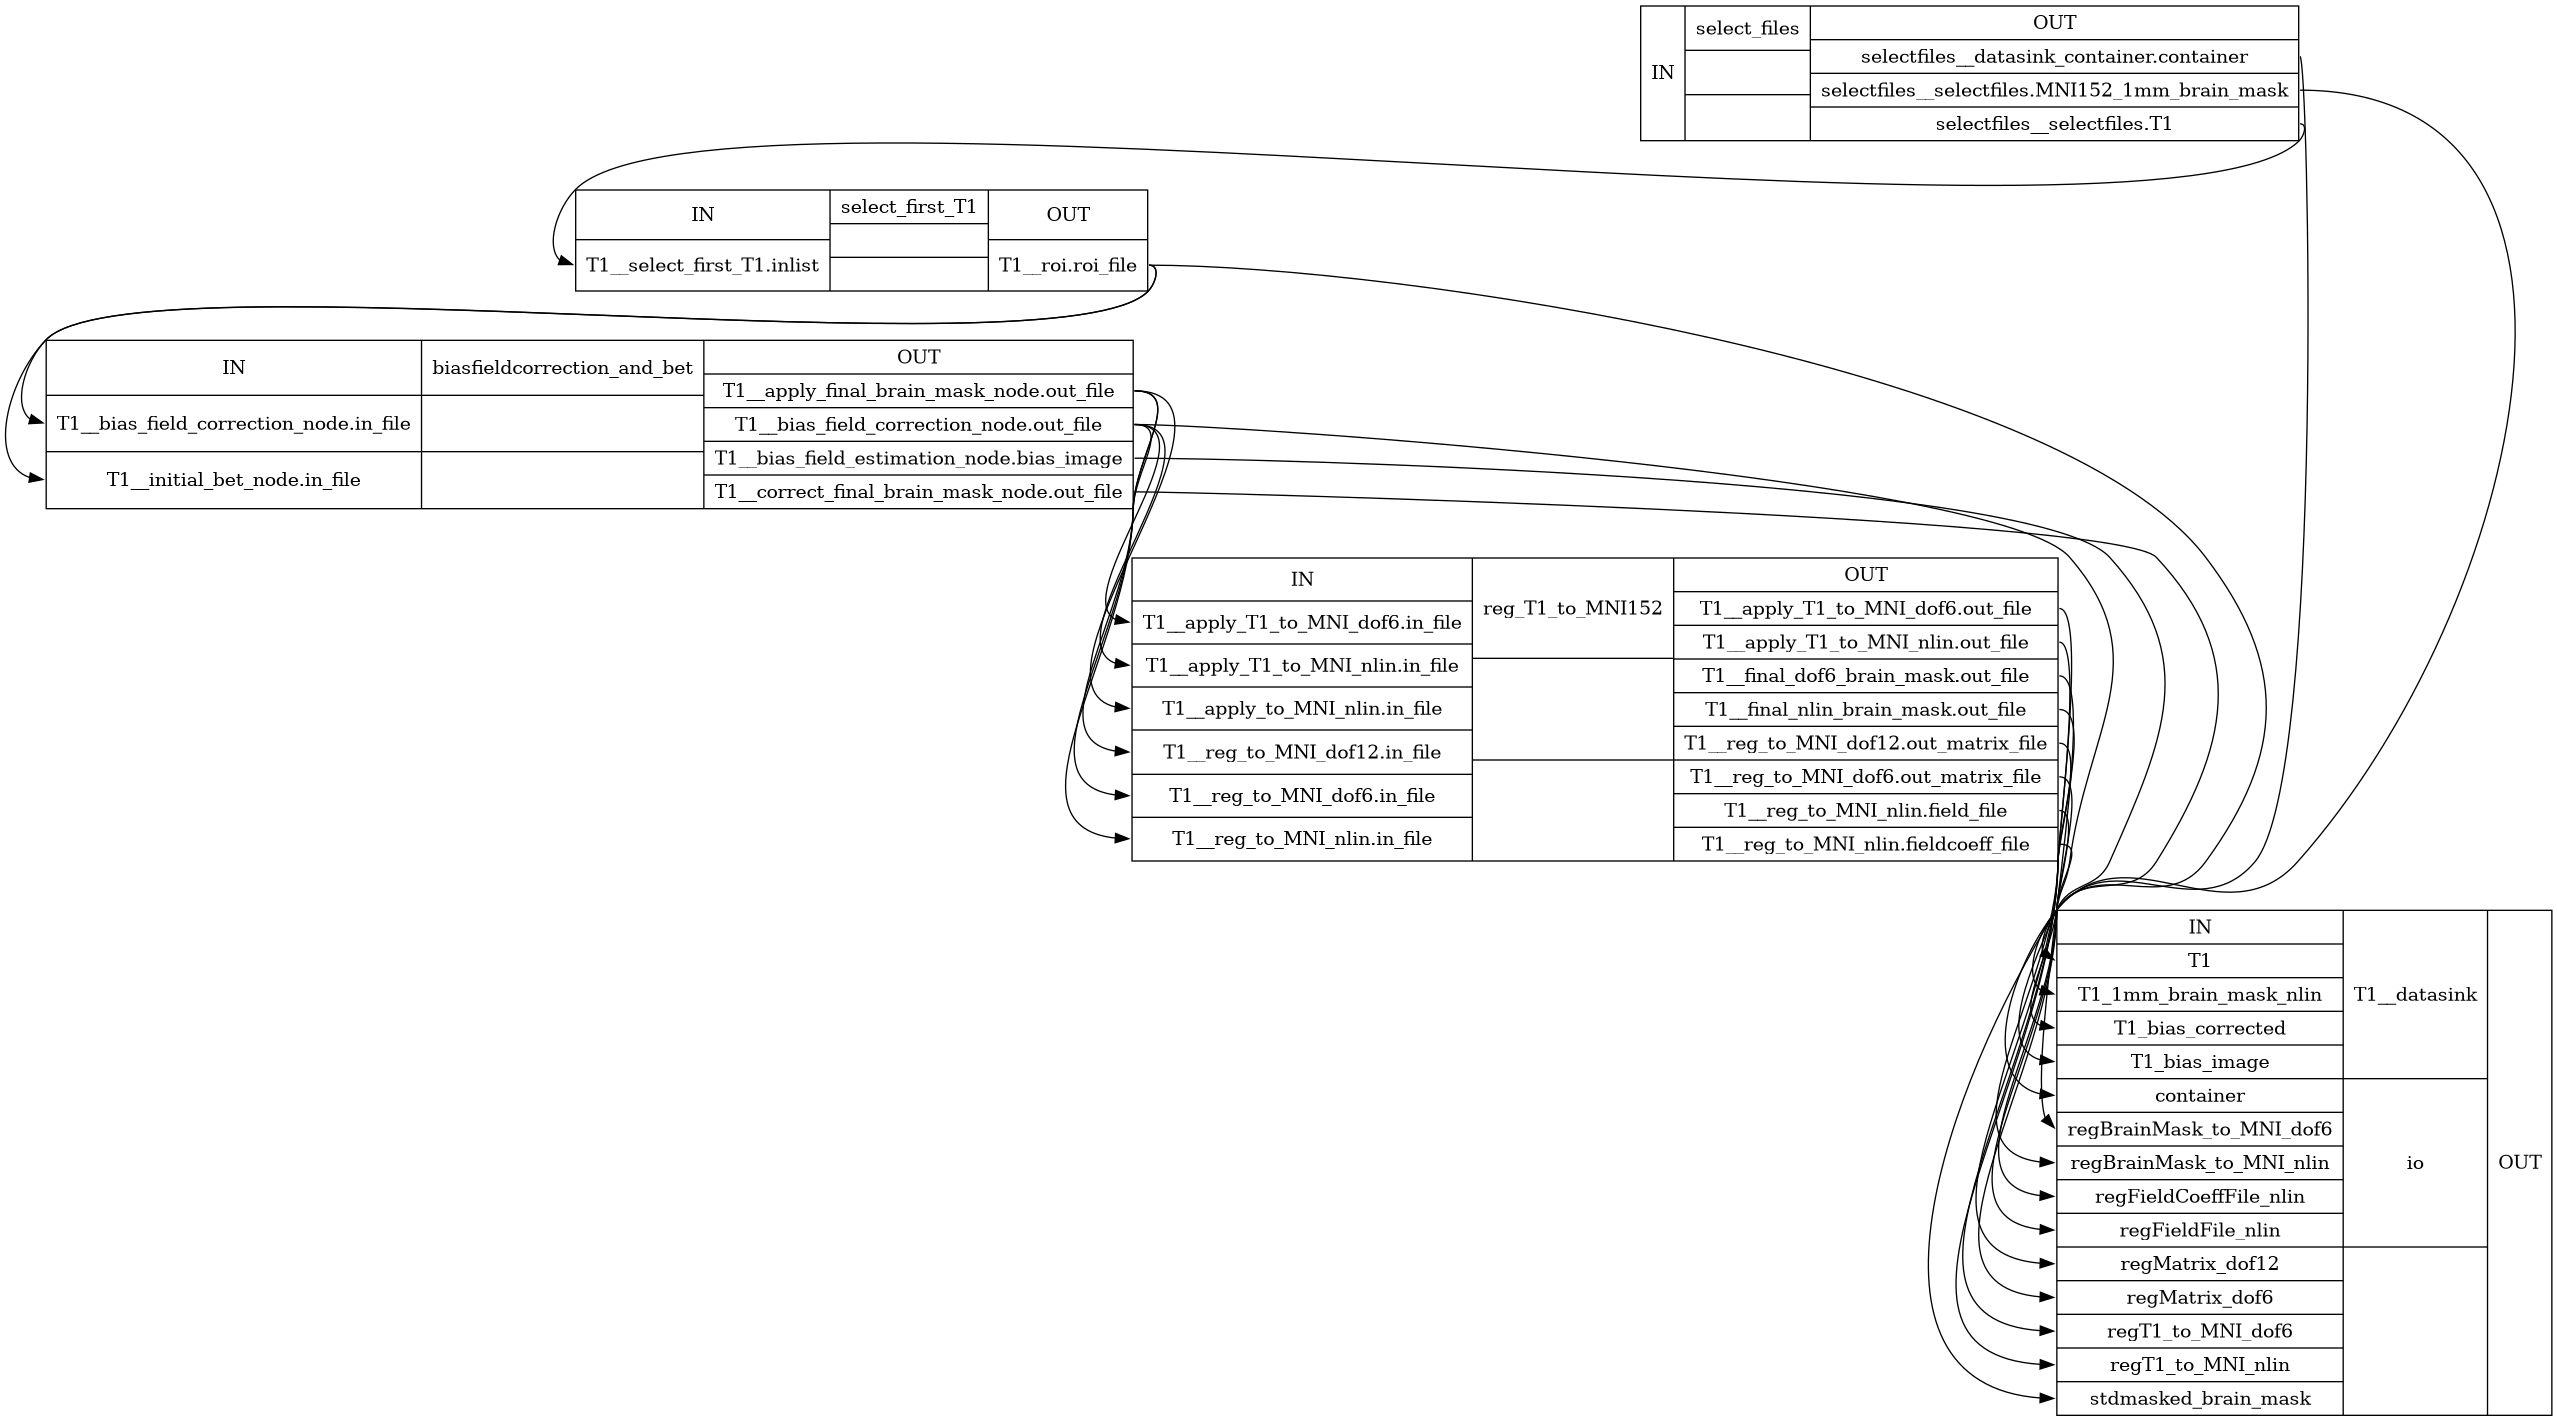 IN
select_files
OUT
selectfiles__datasink_container.container
selectfiles__selectfiles.MNI152_1mm_brain_mask
selectfiles__selectfiles.T1
IN
T1__select_first_T1.inlist
select_first_T1
OUT
T1__roi.roi_file
IN
T1__bias_field_correction_node.in_file
T1__initial_bet_node.in_file
biasfieldcorrection_and_bet
OUT
T1__apply_final_brain_mask_node.out_file
T1__bias_field_correction_node.out_file
T1__bias_field_estimation_node.bias_image
T1__correct_final_brain_mask_node.out_file
IN
T1__apply_T1_to_MNI_dof6.in_file
T1__apply_T1_to_MNI_nlin.in_file
T1__apply_to_MNI_nlin.in_file
T1__reg_to_MNI_dof12.in_file
T1__reg_to_MNI_dof6.in_file
T1__reg_to_MNI_nlin.in_file
reg_T1_to_MNI152
OUT
T1__apply_T1_to_MNI_dof6.out_file
T1__apply_T1_to_MNI_nlin.out_file
T1__final_dof6_brain_mask.out_file
T1__final_nlin_brain_mask.out_file
T1__reg_to_MNI_dof12.out_matrix_file
T1__reg_to_MNI_dof6.out_matrix_file
T1__reg_to_MNI_nlin.field_file
T1__reg_to_MNI_nlin.fieldcoeff_file
IN
T1
T1_1mm_brain_mask_nlin
T1_bias_corrected
T1_bias_image
container
regBrainMask_to_MNI_dof6
regBrainMask_to_MNI_nlin
regFieldCoeffFile_nlin
regFieldFile_nlin
regMatrix_dof12
regMatrix_dof6
regT1_to_MNI_dof6
regT1_to_MNI_nlin
stdmasked_brain_mask
T1__datasink
io
OUT